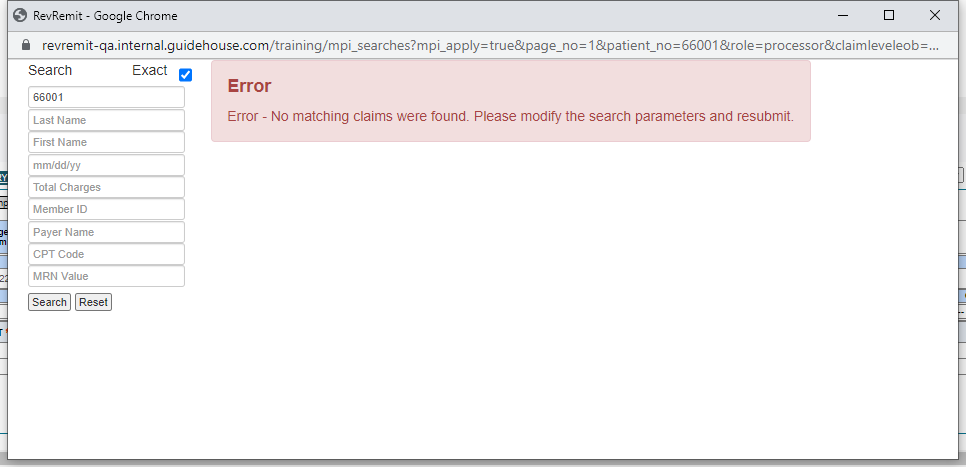 RevRemit - Google Chrome
revremit-qa.internal.guidehouse.com/training/mpi_searches?mpi_apply=true&page_no=1&patient_no=66001&role=processor&claimleveleob=...
Search Exact
66001
Last Name
First Name
mm/dd/yy
Total Charges
Member ID
Payer Name
CPT Code
MRN Value
Search Reset
Error
Error - No matching claims were found. Please modify the search parameters and resubmit.